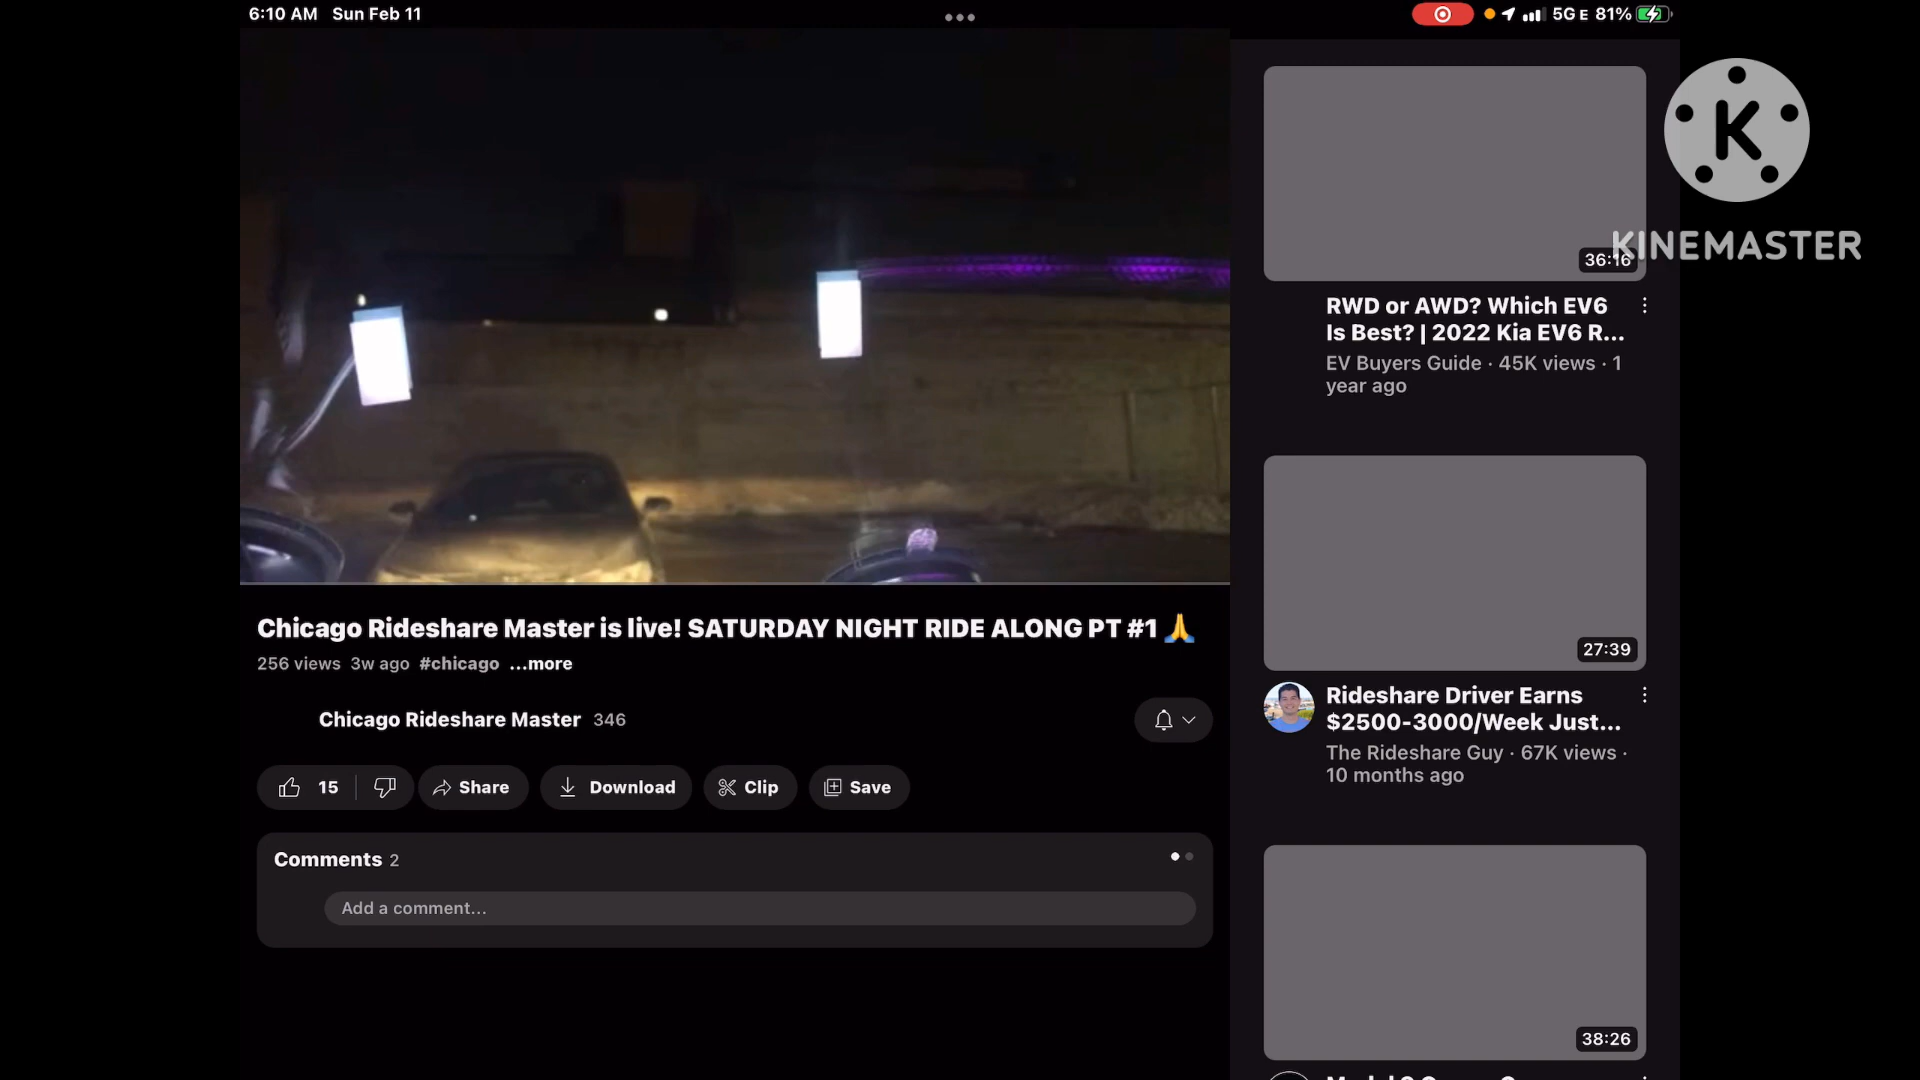 6:10 AM Sun Feb 11
5G E 81%
36:16
K
KINEMASTER
RWD or AWD? Which EV6
Is Best? | 2022 Kia EV6 R...
EV Buyers Guide · 45K views · 1
year ago
27:39
Rideshare Driver Earns
$2500-3000/Week Just...
The Rideshare Guy · 67K views ·
10 months ago
38:26
Chicago Rideshare Master is live! SATURDAY NIGHT RIDE ALONG PT #1 🙏
256 views 3w ago #chicago ...more
Chicago Rideshare Master 346
15 Share Download Clip Save
Comments 2
Add a comment...